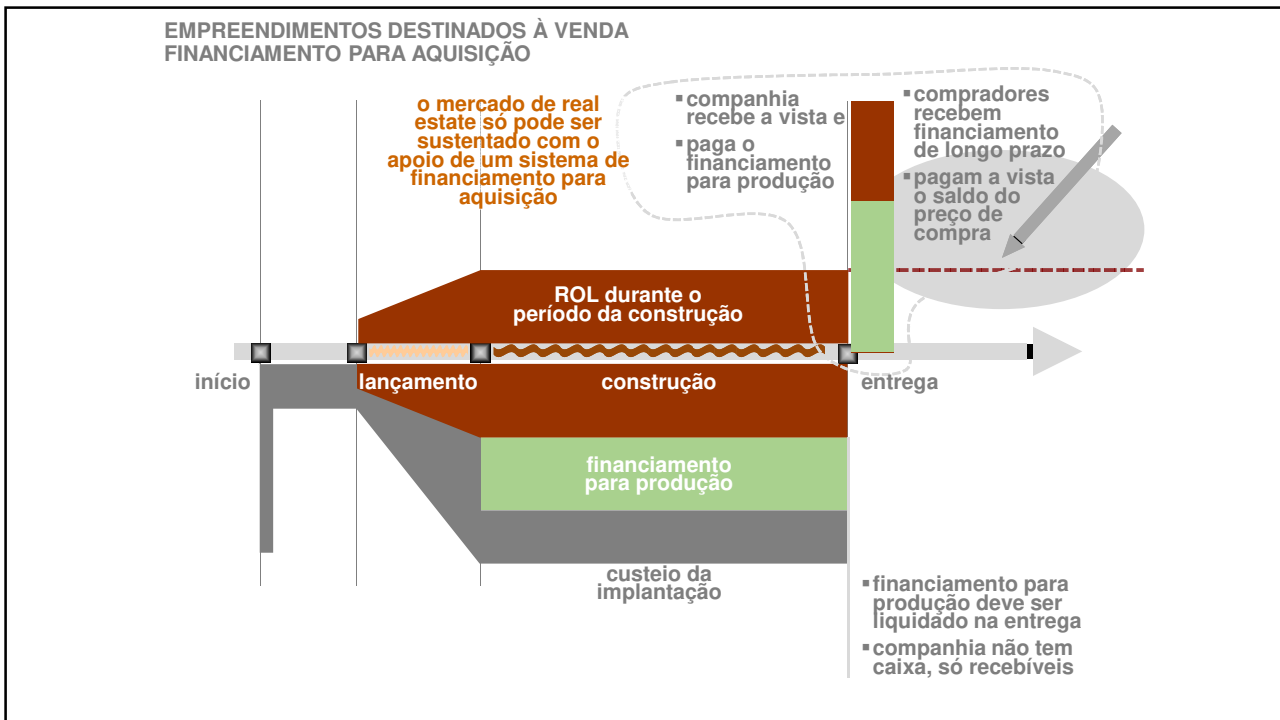 EMPREENDIMENTOS DESTINADOS À VENDA
FINANCIAMENTO PARA AQUISIÇÃO
o mercado de real
estate só pode ser
sustentado com o
apoio de um sistema de
financiamento para
aquisição
▪companhia
recebe a vista e
▪paga o
financiamento
para produção
▪compradores
recebem
financiamento
de longo prazo
▪pagam a vista
o saldo do
preço de
compra
ROL durante o
período da construção
início
lançamento
construção
entrega
financiamento
para produção
custeio da
implantação
▪financiamento para
produção deve ser
liquidado na entrega
▪companhia não tem
caixa, só recebíveis